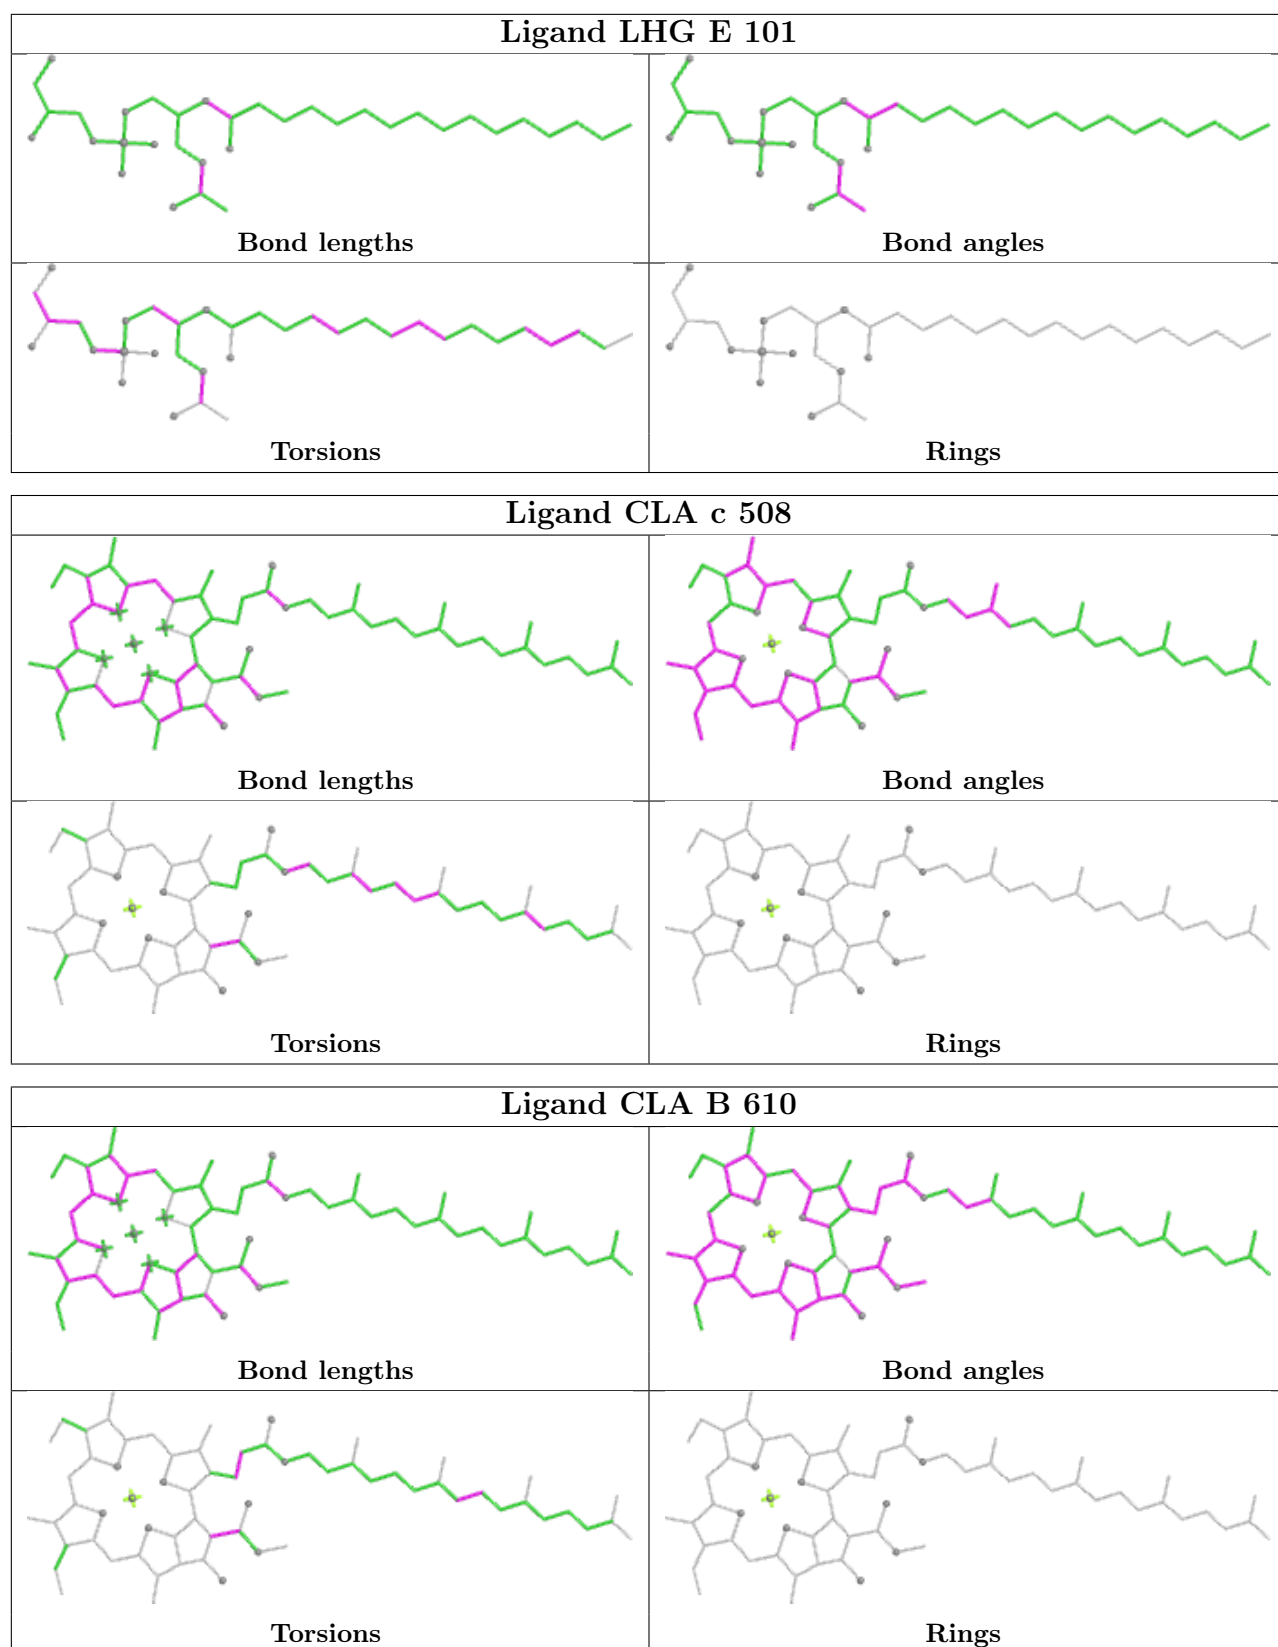 Ligand LHG E 101
Bond lengths
Bond angles
Torsions
Rings
Ligand CLA c 508
Bond lengths
Bond angles
Torsions
Rings
Ligand CLA B 610
Bond lengths
Bond angles
Torsions
Rings